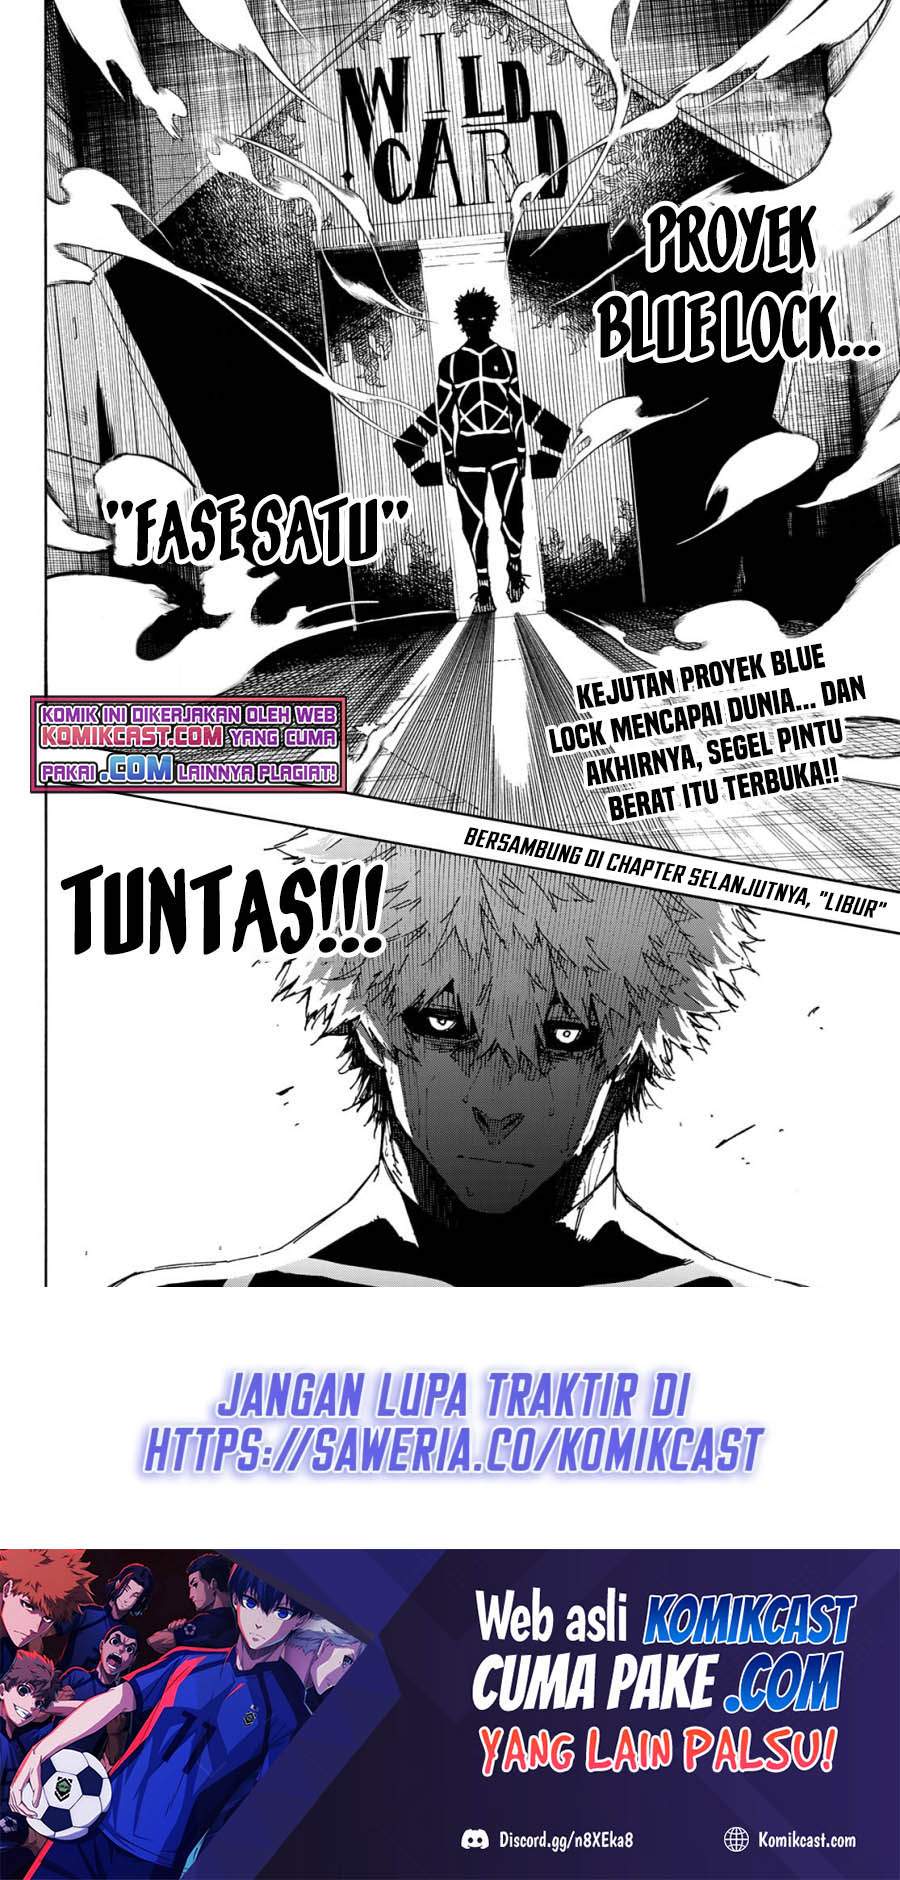 WILD
CARD
PROYEK
BLUE LOCK...
"FASE SATU"
KEJUTAN PROYEK BLUE
LOCK MENCAPAI DUNIA... DAN
AKHIRNYA, SEGEL PINTU
BERAT ITU TERBUKA!!
KOMIK INI DIKERJAKAN OLEH WEB
KOMIKCAST.COM YANG CUMA
PAKAI .COM LAINNYA PLAGIAT!
BERSAMBUNG DI CHAPTER SELANJUTNYA, "LIBUR"
TUNTAS!!!
JANGAN LUPA TRAKTIR DI
HTTPS://SAWERIA.CO/KOMIKCAST
Web asli KOMIKCAST
CUMA PAKE .COM
YANG LAIN PALSU!
Discord.gg/n8XEka8
Komikcast.com